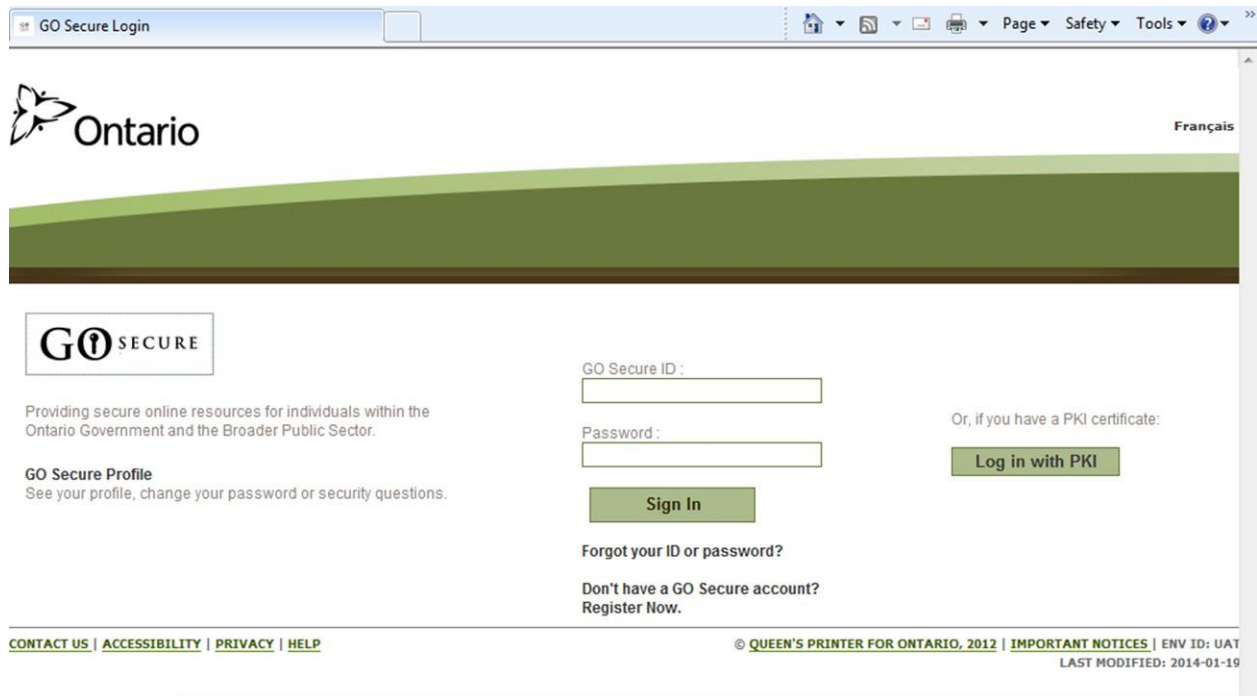 GO Secure Login
Page Safety Tools
Ontario
Français
GO SECURE
Providing secure online resources for individuals within the
Ontario Government and the Broader Public Sector.
GO Secure Profile
See your profile, change your password or security questions.
GO Secure ID :
Password :
Sign In
Forgot your ID or password?
Don't have a GO Secure account?
Register Now.
Or, if you have a PKI certificate:
Log in with PKI
CONTACT US | ACCESSIBILITY | PRIVACY | HELP
© QUEEN'S PRINTER FOR ONTARIO, 2012 | IMPORTANT NOTICES | ENV ID: UAT
LAST MODIFIED: 2014-01-19